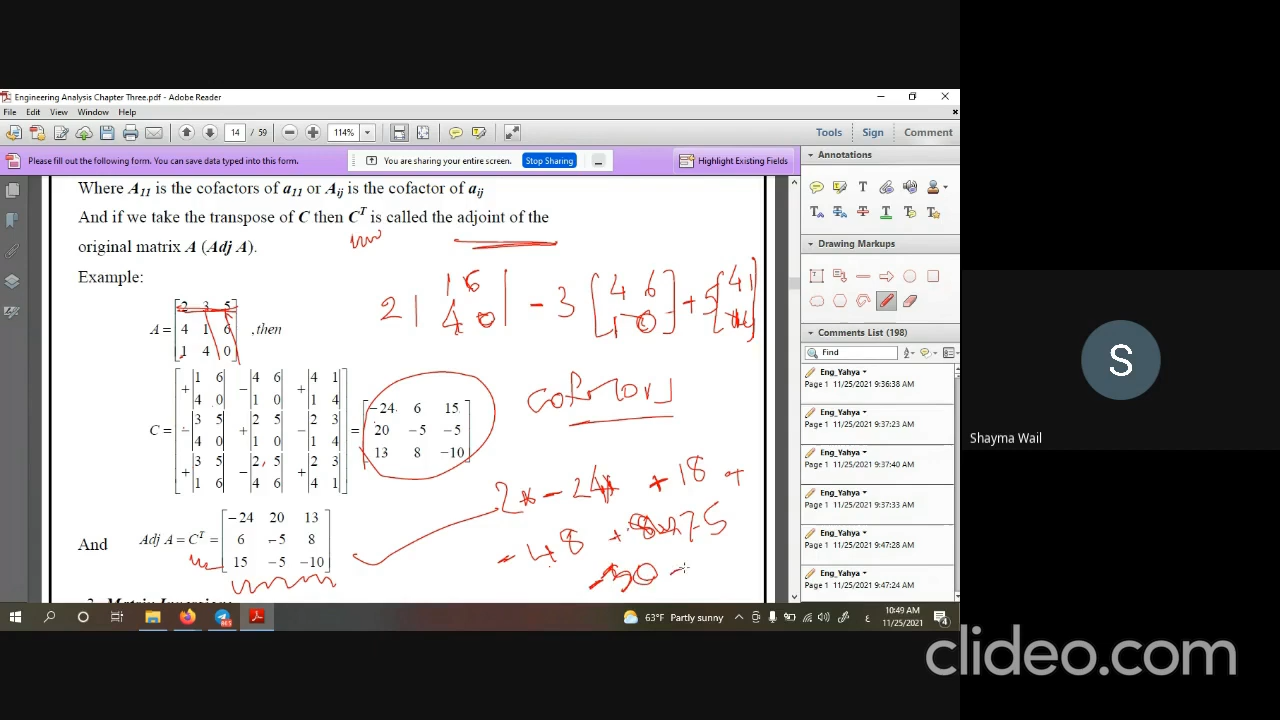 Engineering Analysis Chapter Three.pdf - Adobe Reader
File Edit View Window Help
14 / 59 114% Tools Sign Comment
Please fill out the following form. You can save data typed into this form.
You are sharing your entire screen. Stop Sharing
Highlight Existing Fields
Where A11 is the cofactors of a11 or Aij is the cofactor of aij
And if we take the transpose of C then C^T is called the adjoint of the
original matrix A (Adj A).
Example:
2 3 5
A = 4 1 6 , then
1 4 0
2 | 1 6 | - 3 [ 4 6 ] + 5 [ 4 1 ]
4 0 1 0
+ |1 6| - |4 6| + |4 1|
|4 0| |1 0| |1 4|
C = - |3 5| + |2 5| - |2 3|
|4 0| |1 0| |1 4|
+ |3 5| - |2 5| + |2 3|
|1 6| |4 6| |4 1|
=
-24 6 15
20 -5 -5
13 8 -10
cofactors
2 * - 24 + 18 +
- 48 + 75
-30 -
-24 20 13
And Adj A = C^T = 6 -5 8
15 -5 -10
Annotations
Drawing Markups
Comments List (198)
Find
Eng_Yahya
Page 1 11/25/2021 9:36:38 AM
Eng_Yahya
Page 1 11/25/2021 9:37:23 AM
Eng_Yahya
Page 1 11/25/2021 9:37:40 AM
Eng_Yahya
Page 1 11/25/2021 9:37:33 AM
Eng_Yahya
Page 1 11/25/2021 9:47:28 AM
Eng_Yahya
Page 1 11/25/2021 9:47:24 AM
63°F Partly sunny
ع
10:49 AM
11/25/2021
4
S
Shayma Wail
clideo.com